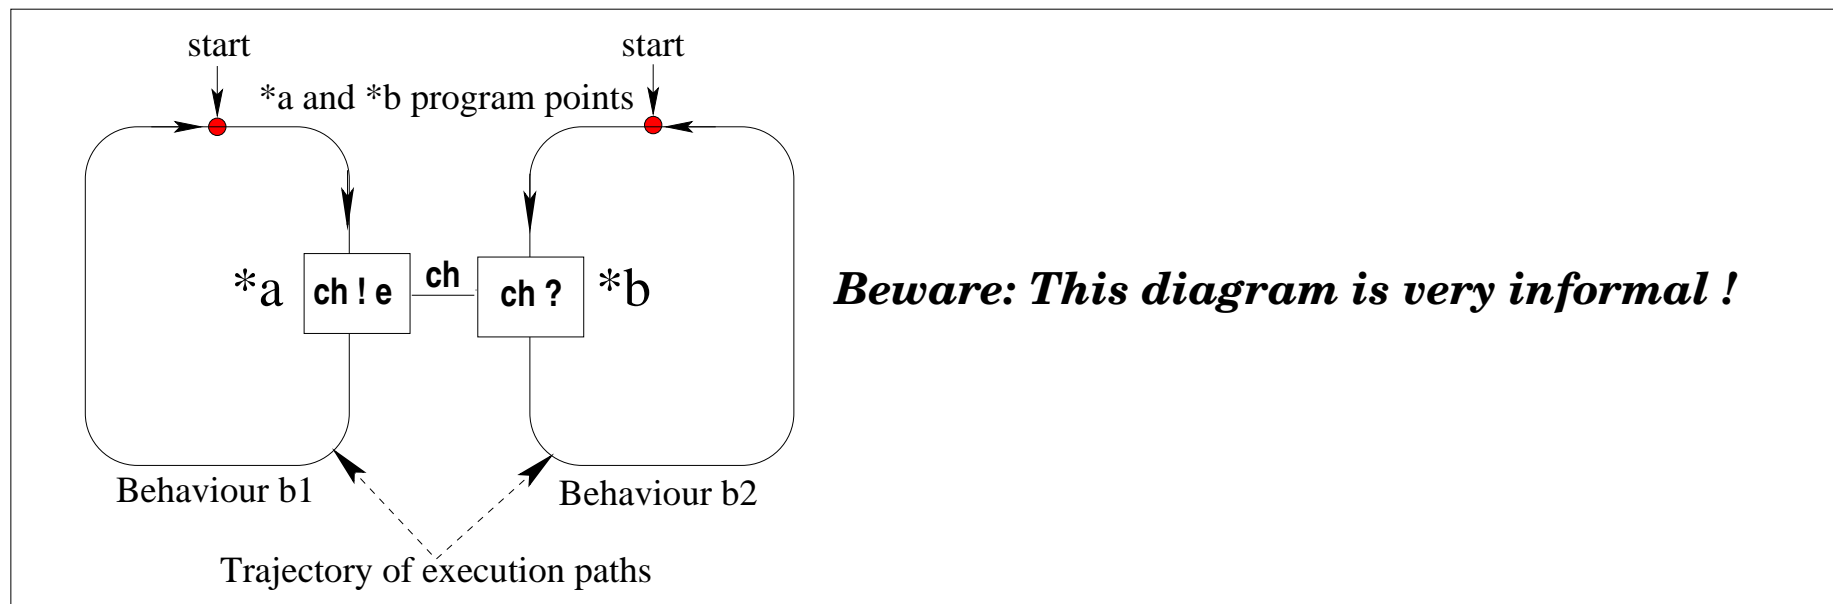 start
start
*a and *b program points
*a
ch ! e
ch
ch ?
*b
Beware: This diagram is very informal !
Behaviour b1
Behaviour b2
Trajectory of execution paths